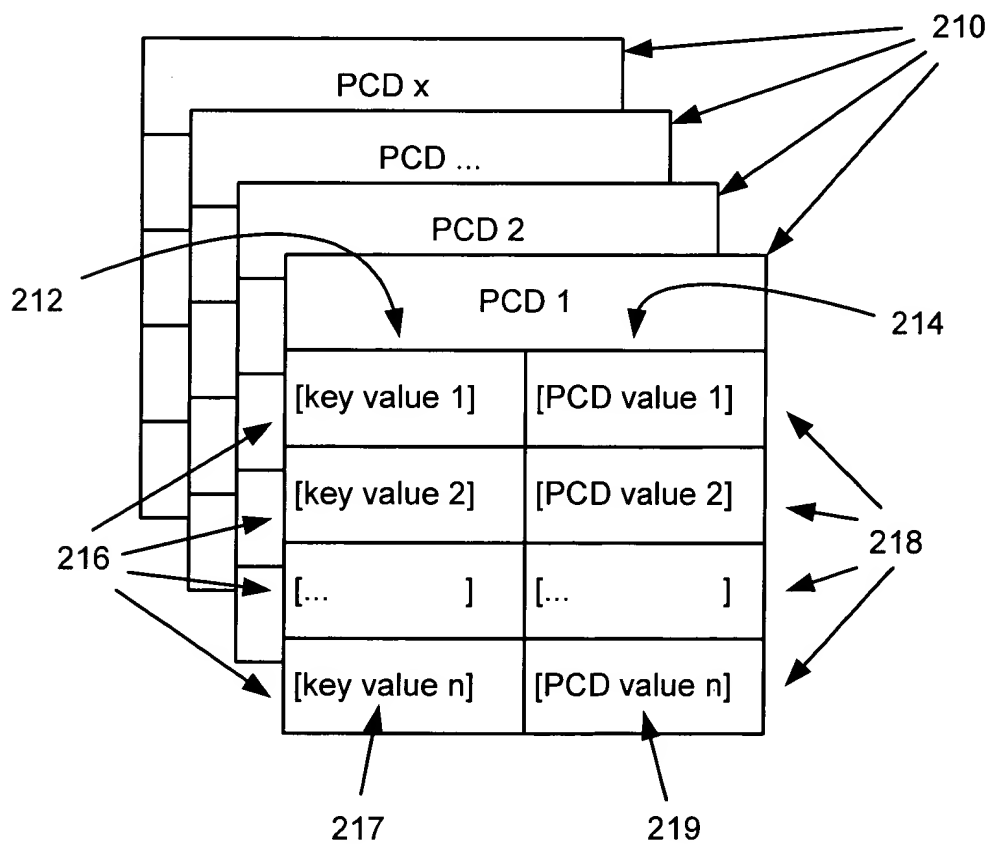 210
PCD x
PCD ...
PCD 2
212
PCD 1
214
[key value 1] [PCD value 1]
[key value 2] [PCD value 2]
216
218
[... ] [... ]
[key value n] [PCD value n]
217
219